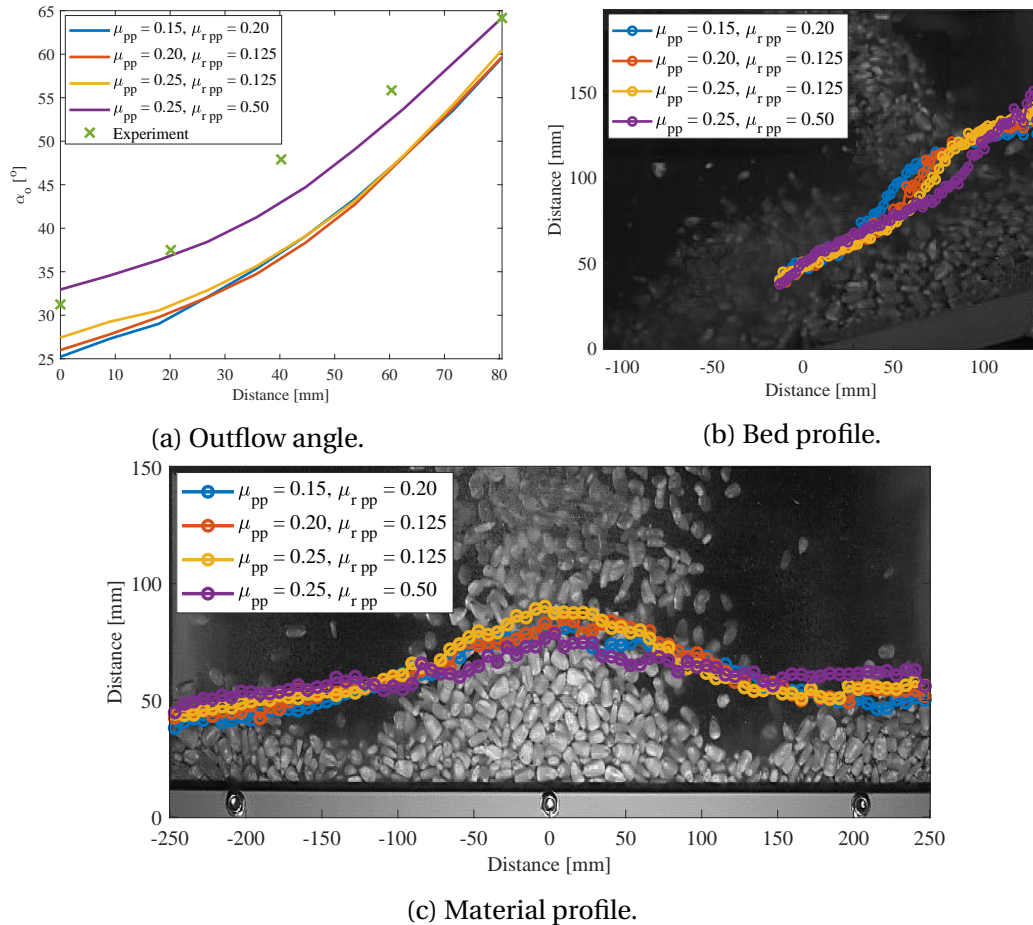 65
60
55
50
45
40
35
30
25
α_o [°]
μ_pp = 0.15, μ_r pp = 0.20
μ_pp = 0.20, μ_r pp = 0.125
μ_pp = 0.25, μ_r pp = 0.125
μ_pp = 0.25, μ_r pp = 0.50
Experiment
0 10 20 30 40 50 60 70 80
Distance [mm]
(a) Outflow angle.
150
100
50
0
Distance [mm]
μ_pp = 0.15, μ_r pp = 0.20
μ_pp = 0.20, μ_r pp = 0.125
μ_pp = 0.25, μ_r pp = 0.125
μ_pp = 0.25, μ_r pp = 0.50
-100 -50 0 50 100
Distance [mm]
(b) Bed profile.
150
100
50
0
Distance [mm]
μ_pp = 0.15, μ_r pp = 0.20
μ_pp = 0.20, μ_r pp = 0.125
μ_pp = 0.25, μ_r pp = 0.125
μ_pp = 0.25, μ_r pp = 0.50
-250 -200 -150 -100 -50 0 50 100 150 200 250
Distance [mm]
(c) Material profile.